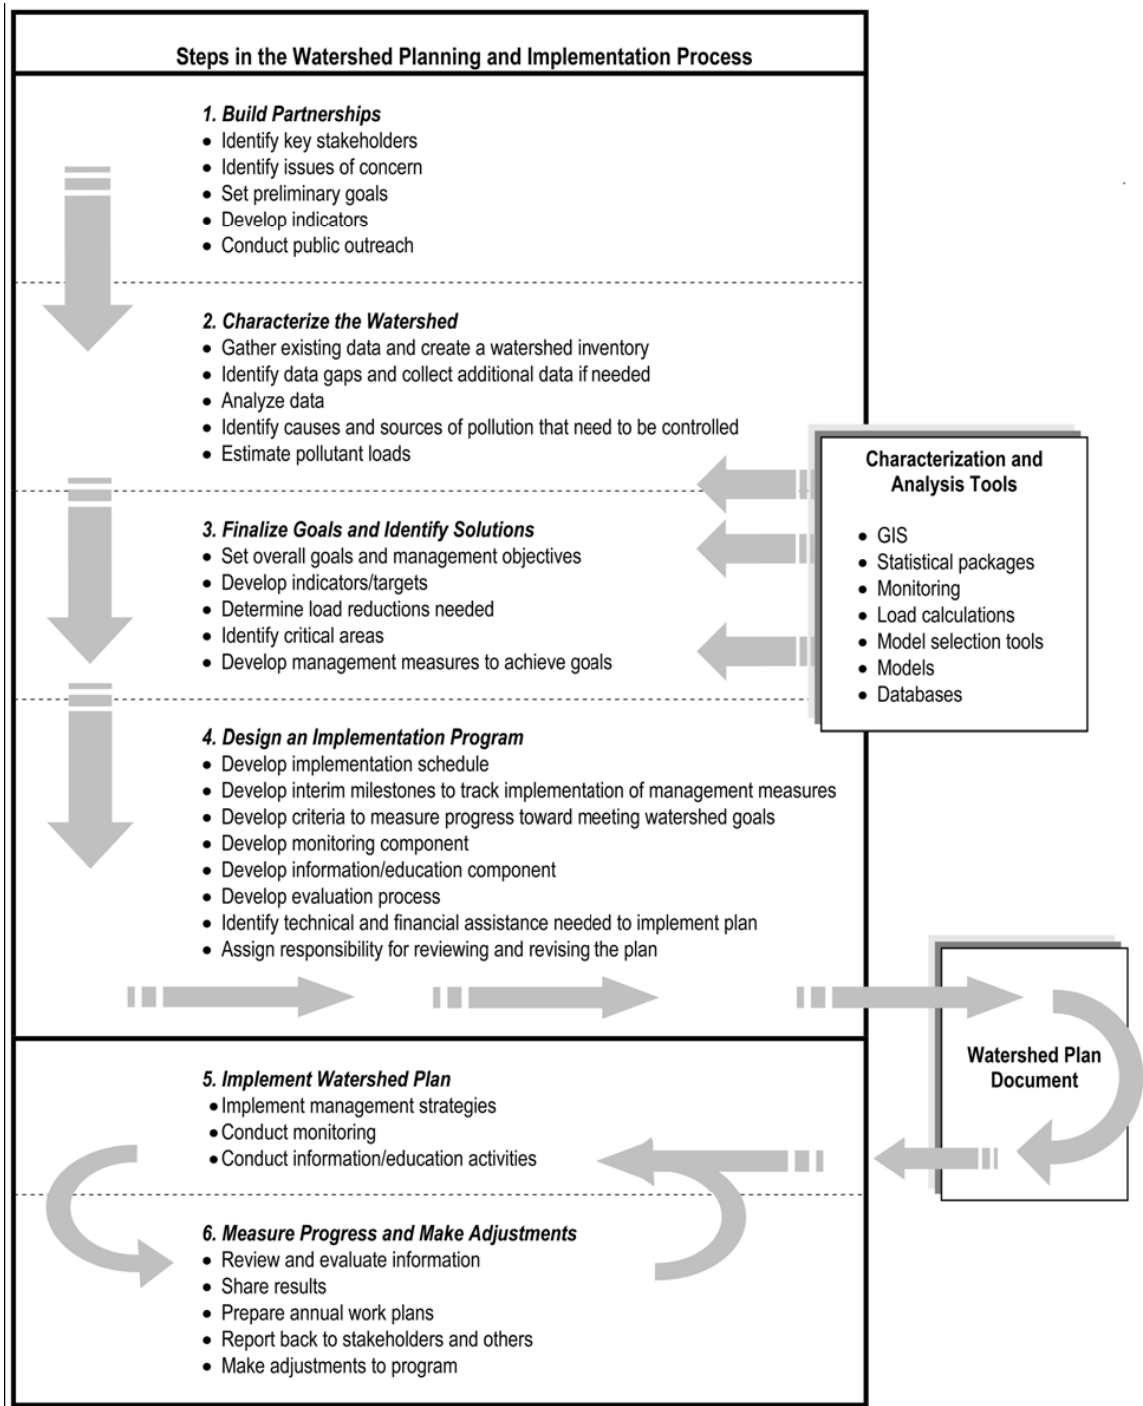 Steps in the Watershed Planning and Implementation Process
1. Build Partnerships
• Identify key stakeholders
• Identify issues of concern
• Set preliminary goals
• Develop indicators
• Conduct public outreach
2. Characterize the Watershed
• Gather existing data and create a watershed inventory
• Identify data gaps and collect additional data if needed
• Analyze data
• Identify causes and sources of pollution that need to be controlled
• Estimate pollutant loads
Characterization and
Analysis Tools
• GIS
• Statistical packages
• Monitoring
• Load calculations
• Model selection tools
• Models
• Databases
3. Finalize Goals and Identify Solutions
• Set overall goals and management objectives
• Develop indicators/targets
• Determine load reductions needed
• Identify critical areas
• Develop management measures to achieve goals
4. Design an Implementation Program
• Develop implementation schedule
• Develop interim milestones to track implementation of management measures
• Develop criteria to measure progress toward meeting watershed goals
• Develop monitoring component
• Develop information/education component
• Develop evaluation process
• Identify technical and financial assistance needed to implement plan
• Assign responsibility for reviewing and revising the plan
Watershed Plan
Document
5. Implement Watershed Plan
• Implement management strategies
• Conduct monitoring
• Conduct information/education activities
6. Measure Progress and Make Adjustments
• Review and evaluate information
• Share results
• Prepare annual work plans
• Report back to stakeholders and others
• Make adjustments to program